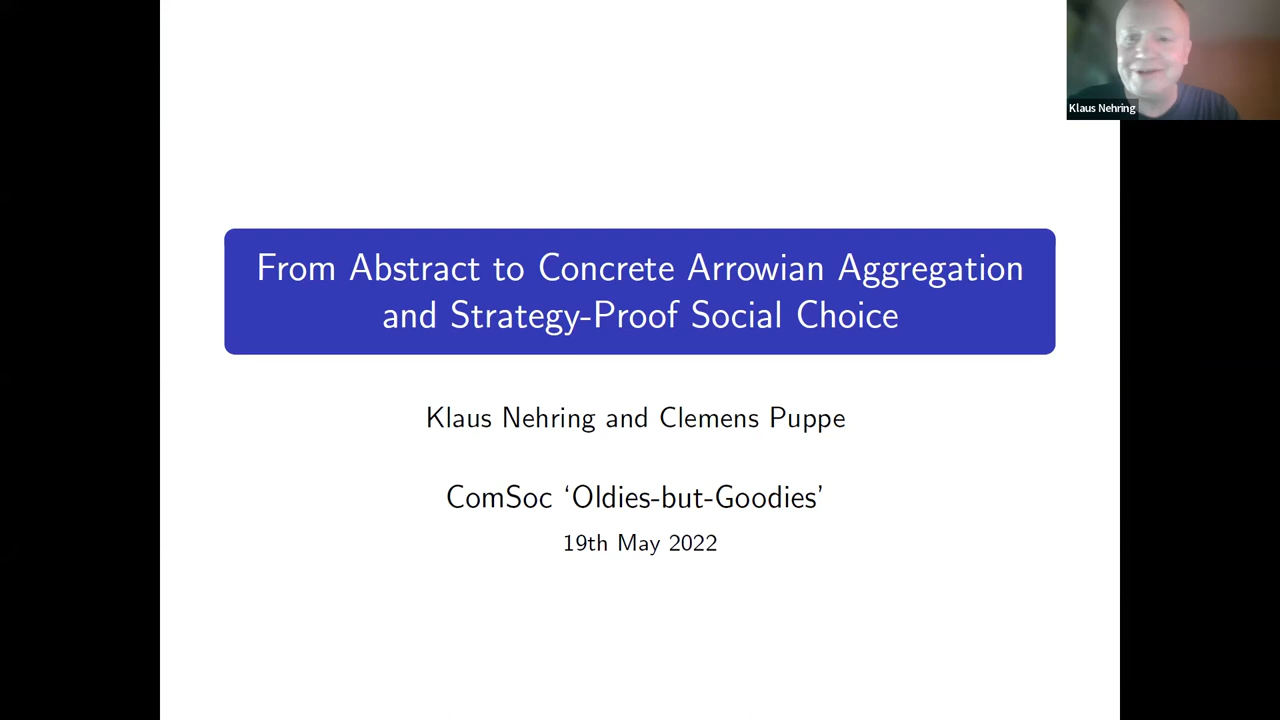 Klaus Nehring
From Abstract to Concrete Arrowian Aggregation
and Strategy-Proof Social Choice
Klaus Nehring and Clemens Puppe
ComSoc ‘Oldies-but-Goodies’
19th May 2022